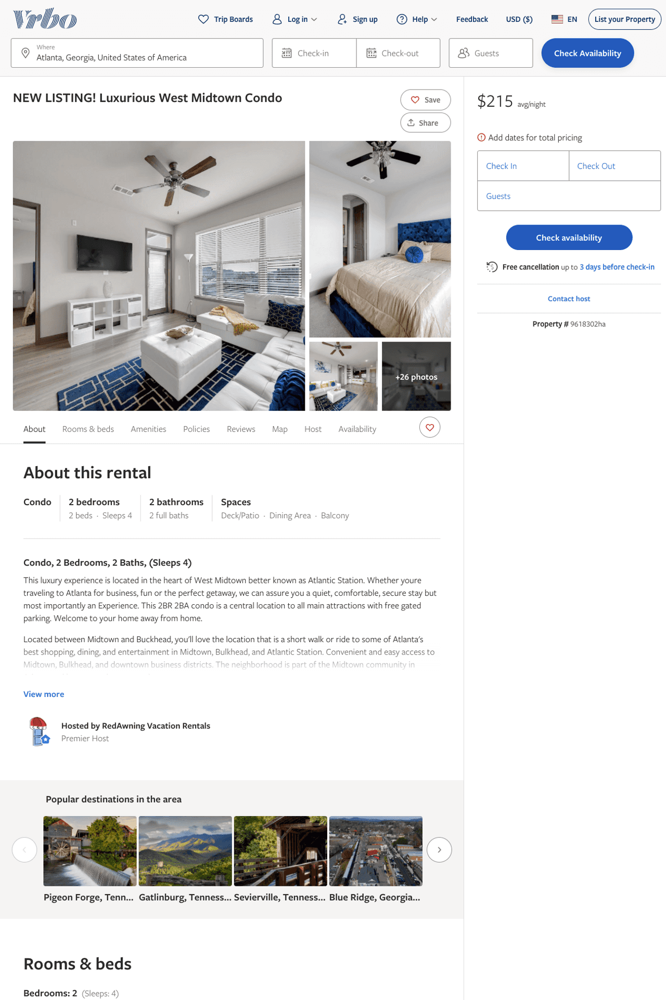 Vrbo
Trip Boards
Log in
Sign up
Help
Feedback
USD ($)
EN
List your Property
Where
Atlanta, Georgia, United States of America
Check-in
Check-out
Guests
Check Availability
NEW LISTING! Luxurious West Midtown Condo
Save
Share
+26 photos
$215 avg/night
Add dates for total pricing
Check In
Check Out
Guests
Check availability
Free cancellation up to 3 days before check-in
Contact host
Property # 9618302ha
About
Rooms & beds
Amenities
Policies
Reviews
Map
Host
Availability
About this rental
Condo
2 bedrooms
2 beds · Sleeps 4
2 bathrooms
2 full baths
Spaces
Deck/Patio · Dining Area · Balcony
Condo, 2 Bedrooms, 2 Baths, (Sleeps 4)
This luxury experience is located in the heart of West Midtown better known as Atlantic Station. Whether youre
traveling to Atlanta for business, fun or the perfect getaway, we can assure you a quiet, comfortable, secure stay but
most importantly an Experience. This 2BR 2BA condo is a central location to all main attractions with free gated
parking. Welcome to your home away from home.
Located between Midtown and Buckhead, you'll love the location that is a short walk or ride to some of Atlanta's
best shopping, dining, and entertainment in Midtown, Bulkhead, and Atlantic Station. Convenient and easy access to
Midtown, Bulkhead, and downtown business districts. The neighborhood is part of the Midtown community in
View more
Hosted by RedAwning Vacation Rentals
Premier Host
Popular destinations in the area
Pigeon Forge, Tenn...
Gatlinburg, Tenness...
Sevierville, Tenness...
Blue Ridge, Georgia...
Rooms & beds
Bedrooms: 2 (Sleeps: 4)